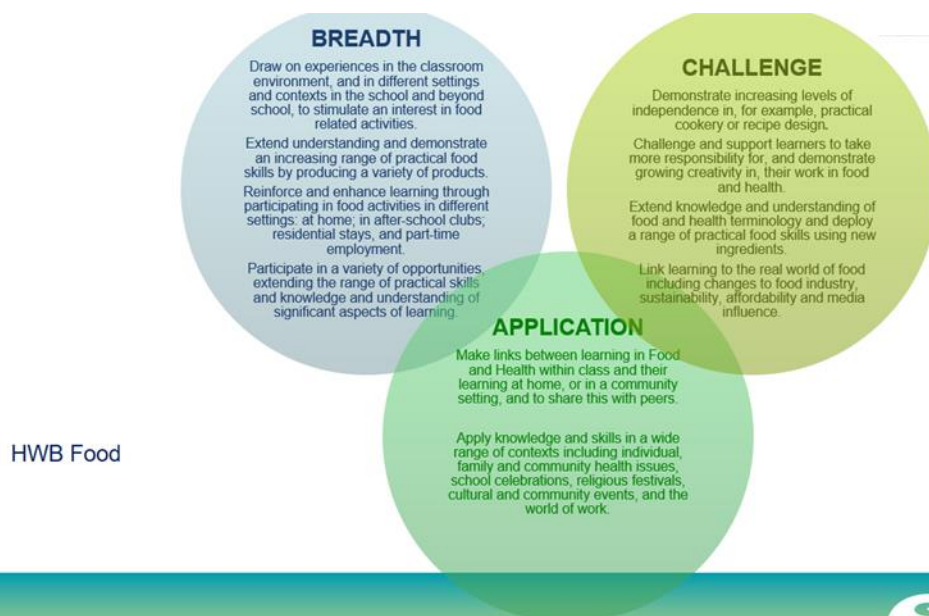 BREADTH
Draw on experiences in the classroom
environment, and in different settings
and contexts in the school and beyond
school, to stimulate an interest in food
related activities.
Extend understanding and demonstrate
an increasing range of practical food
skills by producing a variety of products.
Reinforce and enhance learning through
participating in food activities in different
settings: at home; in after-school clubs;
residential stays, and part-time
employment.
Participate in a variety of opportunities,
extending the range of practical skills
and knowledge and understanding of
significant aspects of learning.
CHALLENGE
Demonstrate increasing levels of
independence in, for example, practical
cookery or recipe design.
Challenge and support learners to take
more responsibility for, and demonstrate
growing creativity in, their work in food
and health.
Extend knowledge and understanding of
food and health terminology and deploy
a range of practical food skills using new
ingredients.
Link learning to the real world of food
including changes to food industry,
sustainability, affordability and media
influence.
APPLICATION
Make links between learning in Food
and Health within class and their
learning at home, or in a community
setting, and to share this with peers.
Apply knowledge and skills in a wide
range of contexts including individual,
family and community health issues,
school celebrations, religious festivals,
cultural and community events, and the
world of work.
HWB Food